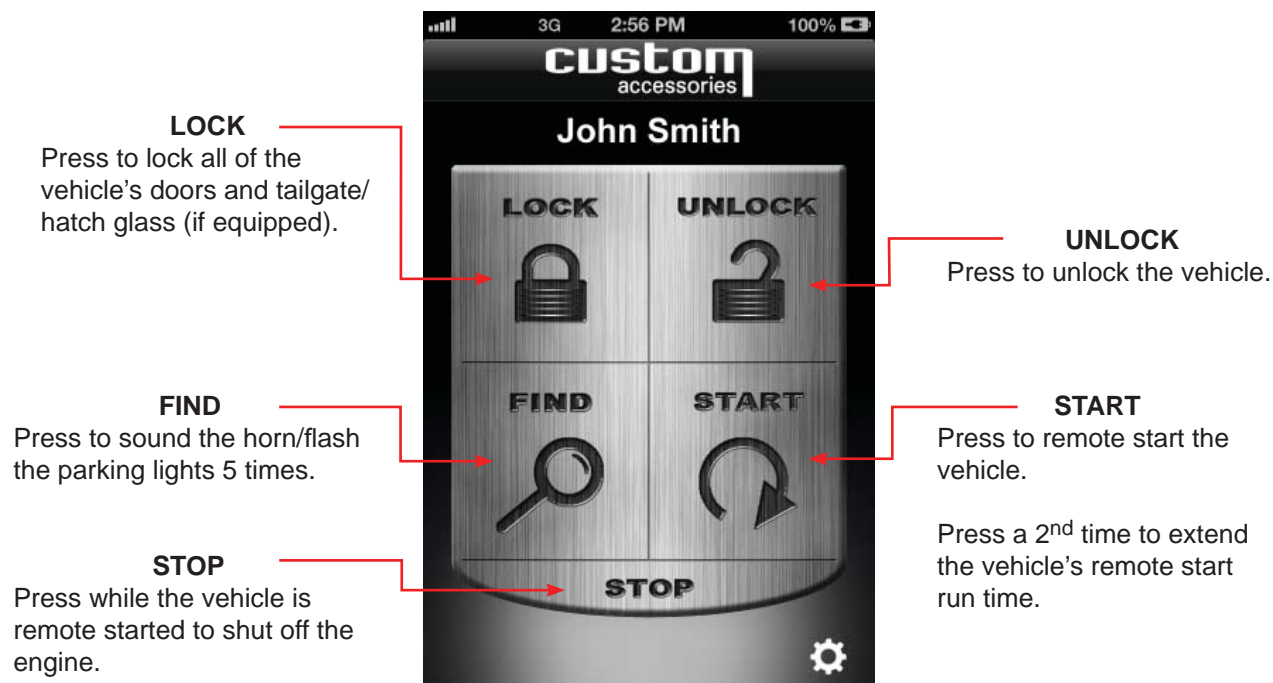 3G 2:56 PM 100%
custom
accessories
John Smith
LOCK
Press to lock all of the
vehicle's doors and tailgate/
hatch glass (if equipped).
LOCK
UNLOCK
UNLOCK
Press to unlock the vehicle.
FIND
Press to sound the horn/flash
the parking lights 5 times.
FIND
START
START
Press to remote start the
vehicle.
Press a 2nd time to extend
the vehicle's remote start
run time.
STOP
Press while the vehicle is
remote started to shut off the
engine.
STOP